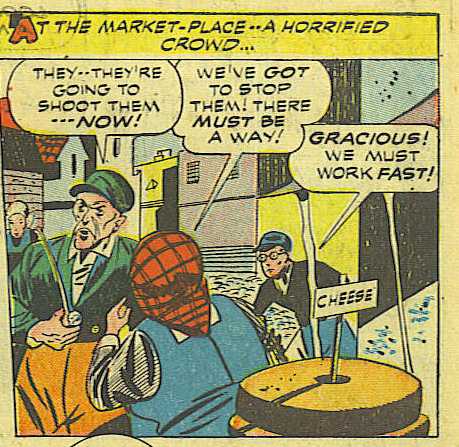 AT THE MARKET-PLACE--A HORRIFIED
CROWD...
THEY--THEY'RE
GOING TO
SHOOT THEM
---NOW!
WE'VE GOT
TO STOP
THEM! THERE
MUST BE
A WAY!
GRACIOUS!
WE MUST
WORK FAST!
CHEESE